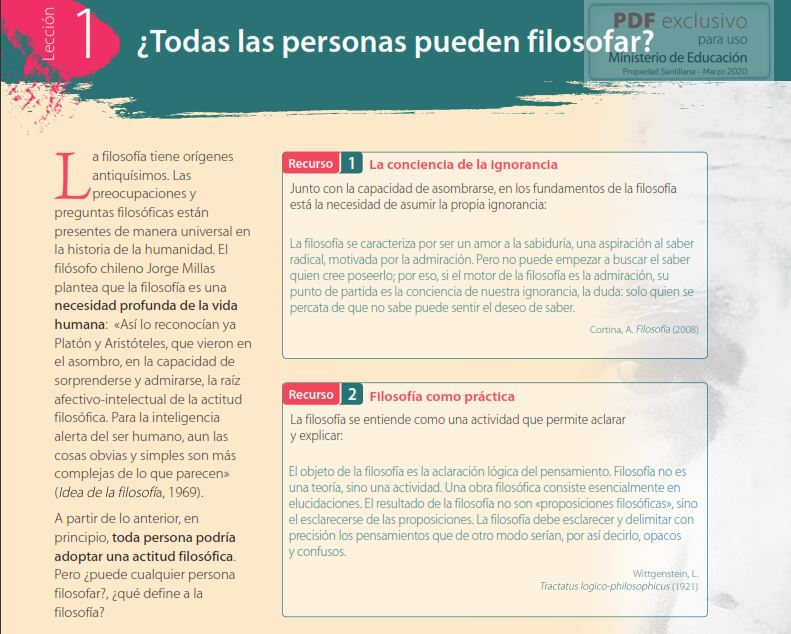 Lección
1
¿Todas las personas pueden filosofar?
PDF exclusivo
para uso
Ministerio de Educación
Propiedad Santillana - Marzo 2020
La filosofía tiene orígenes
antiquísimos. Las
preocupaciones y
preguntas filosóficas están
presentes de manera universal en
la historia de la humanidad. El
filósofo chileno Jorge Millas
plantea que la filosofía es una
necesidad profunda de la vida
humana: «Así lo reconocían ya
Platón y Aristóteles, que vieron en
el asombro, en la capacidad de
sorprenderse y admirarse, la raíz
afectivo-intelectual de la actitud
filosófica. Para la inteligencia
alerta del ser humano, aun las
cosas obvias y simples son más
complejas de lo que parecen»
(Idea de la filosofía, 1969).
A partir de lo anterior, en
principio, toda persona podría
adoptar una actitud filosófica.
Pero ¿puede cualquier persona
filosofar?, ¿qué define a la
filosofía?
Recurso 1 La conciencia de la ignorancia
Junto con la capacidad de asombrarse, en los fundamentos de la filosofía
está la necesidad de asumir la propia ignorancia:
La filosofía se caracteriza por ser un amor a la sabiduría, una aspiración al saber
radical, motivada por la admiración. Pero no puede empezar a buscar el saber
quien cree poseerlo; por eso, si el motor de la filosofía es la admiración, su
punto de partida es la conciencia de nuestra ignorancia, la duda: solo quien se
percata de que no sabe puede sentir el deseo de saber.
Cortina, A. Filosofía (2008)
Recurso 2 Filosofía como práctica
La filosofía se entiende como una actividad que permite aclarar
y explicar:
El objeto de la filosofía es la aclaración lógica del pensamiento. Filosofía no es
una teoría, sino una actividad. Una obra filosófica consiste esencialmente en
elucidaciones. El resultado de la filosofía no son «proposiciones filosóficas», sino
el esclarecerse de las proposiciones. La filosofía debe esclarecer y delimitar con
precisión los pensamientos que de otro modo serían, por así decirlo, opacos
y confusos.
Wittgenstein, L.
Tractatus logico-philosophicus (1921)